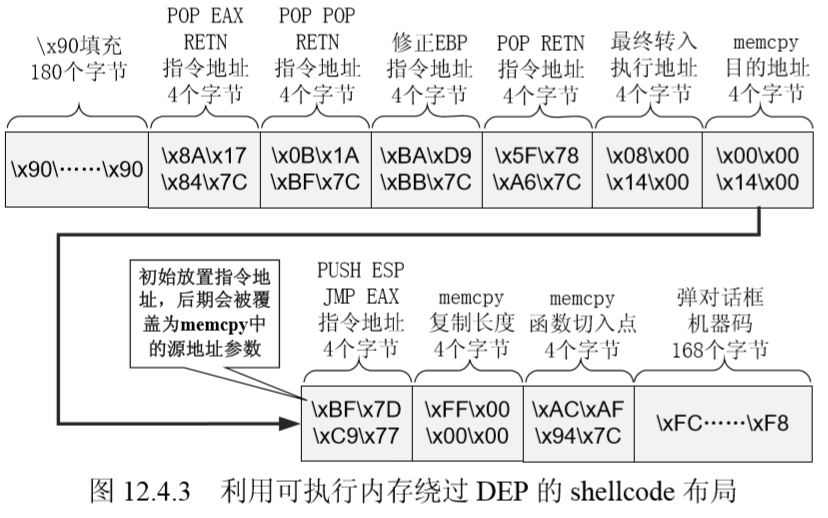 \x90填充
180个字节
POP EAX
RETN
指令地址
4个字节
POP POP
RETN
指令地址
4个字节
修正EBP
指令地址
4个字节
POP RETN
指令地址
4个字节
最终转入
执行地址
4个字节
memcpy
目的地址
4个字节
\x90\……\x90
\x8A\x17
\x84\x7C
\x0B\x1A
\xBF\x7C
\xBA\xD9
\xBB\x7C
\x5F\x78
\xA6\x7C
\x08\x00
\x14\x00
\x00\x00
\x14\x00
初始放置指令地
址，后期会被覆
盖为memcpy中
的源地址参数
PUSH ESP
JMP EAX
指令地址
4个字节
memcpy
复制长度
4个字节
memcpy
函数切入点
4个字节
弹对话框
机器码
168个字节
\xBF\x7D
\xC9\x77
\xFF\x00
\x00\x00
\xAC\xAF
\x94\x7C
\xFC……\xF8
图 12.4.3 利用可执行内存绕过 DEP 的 shellcode 布局